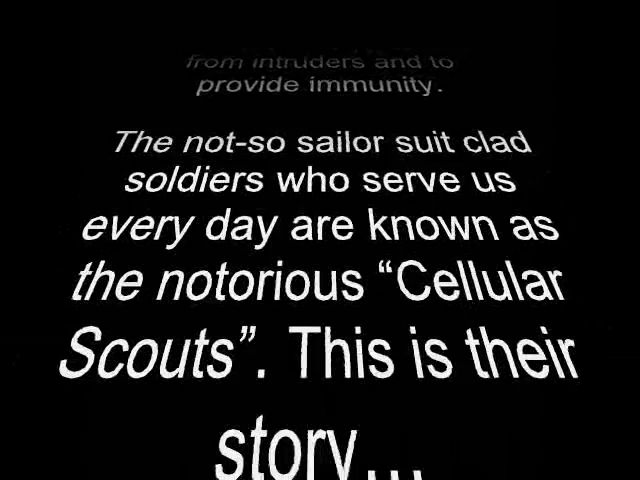 from intruders and to
provide immunity.
The not-so sailor suit clad
soldiers who serve us
every day are known as
the notorious “Cellular
Scouts”. This is their
story...